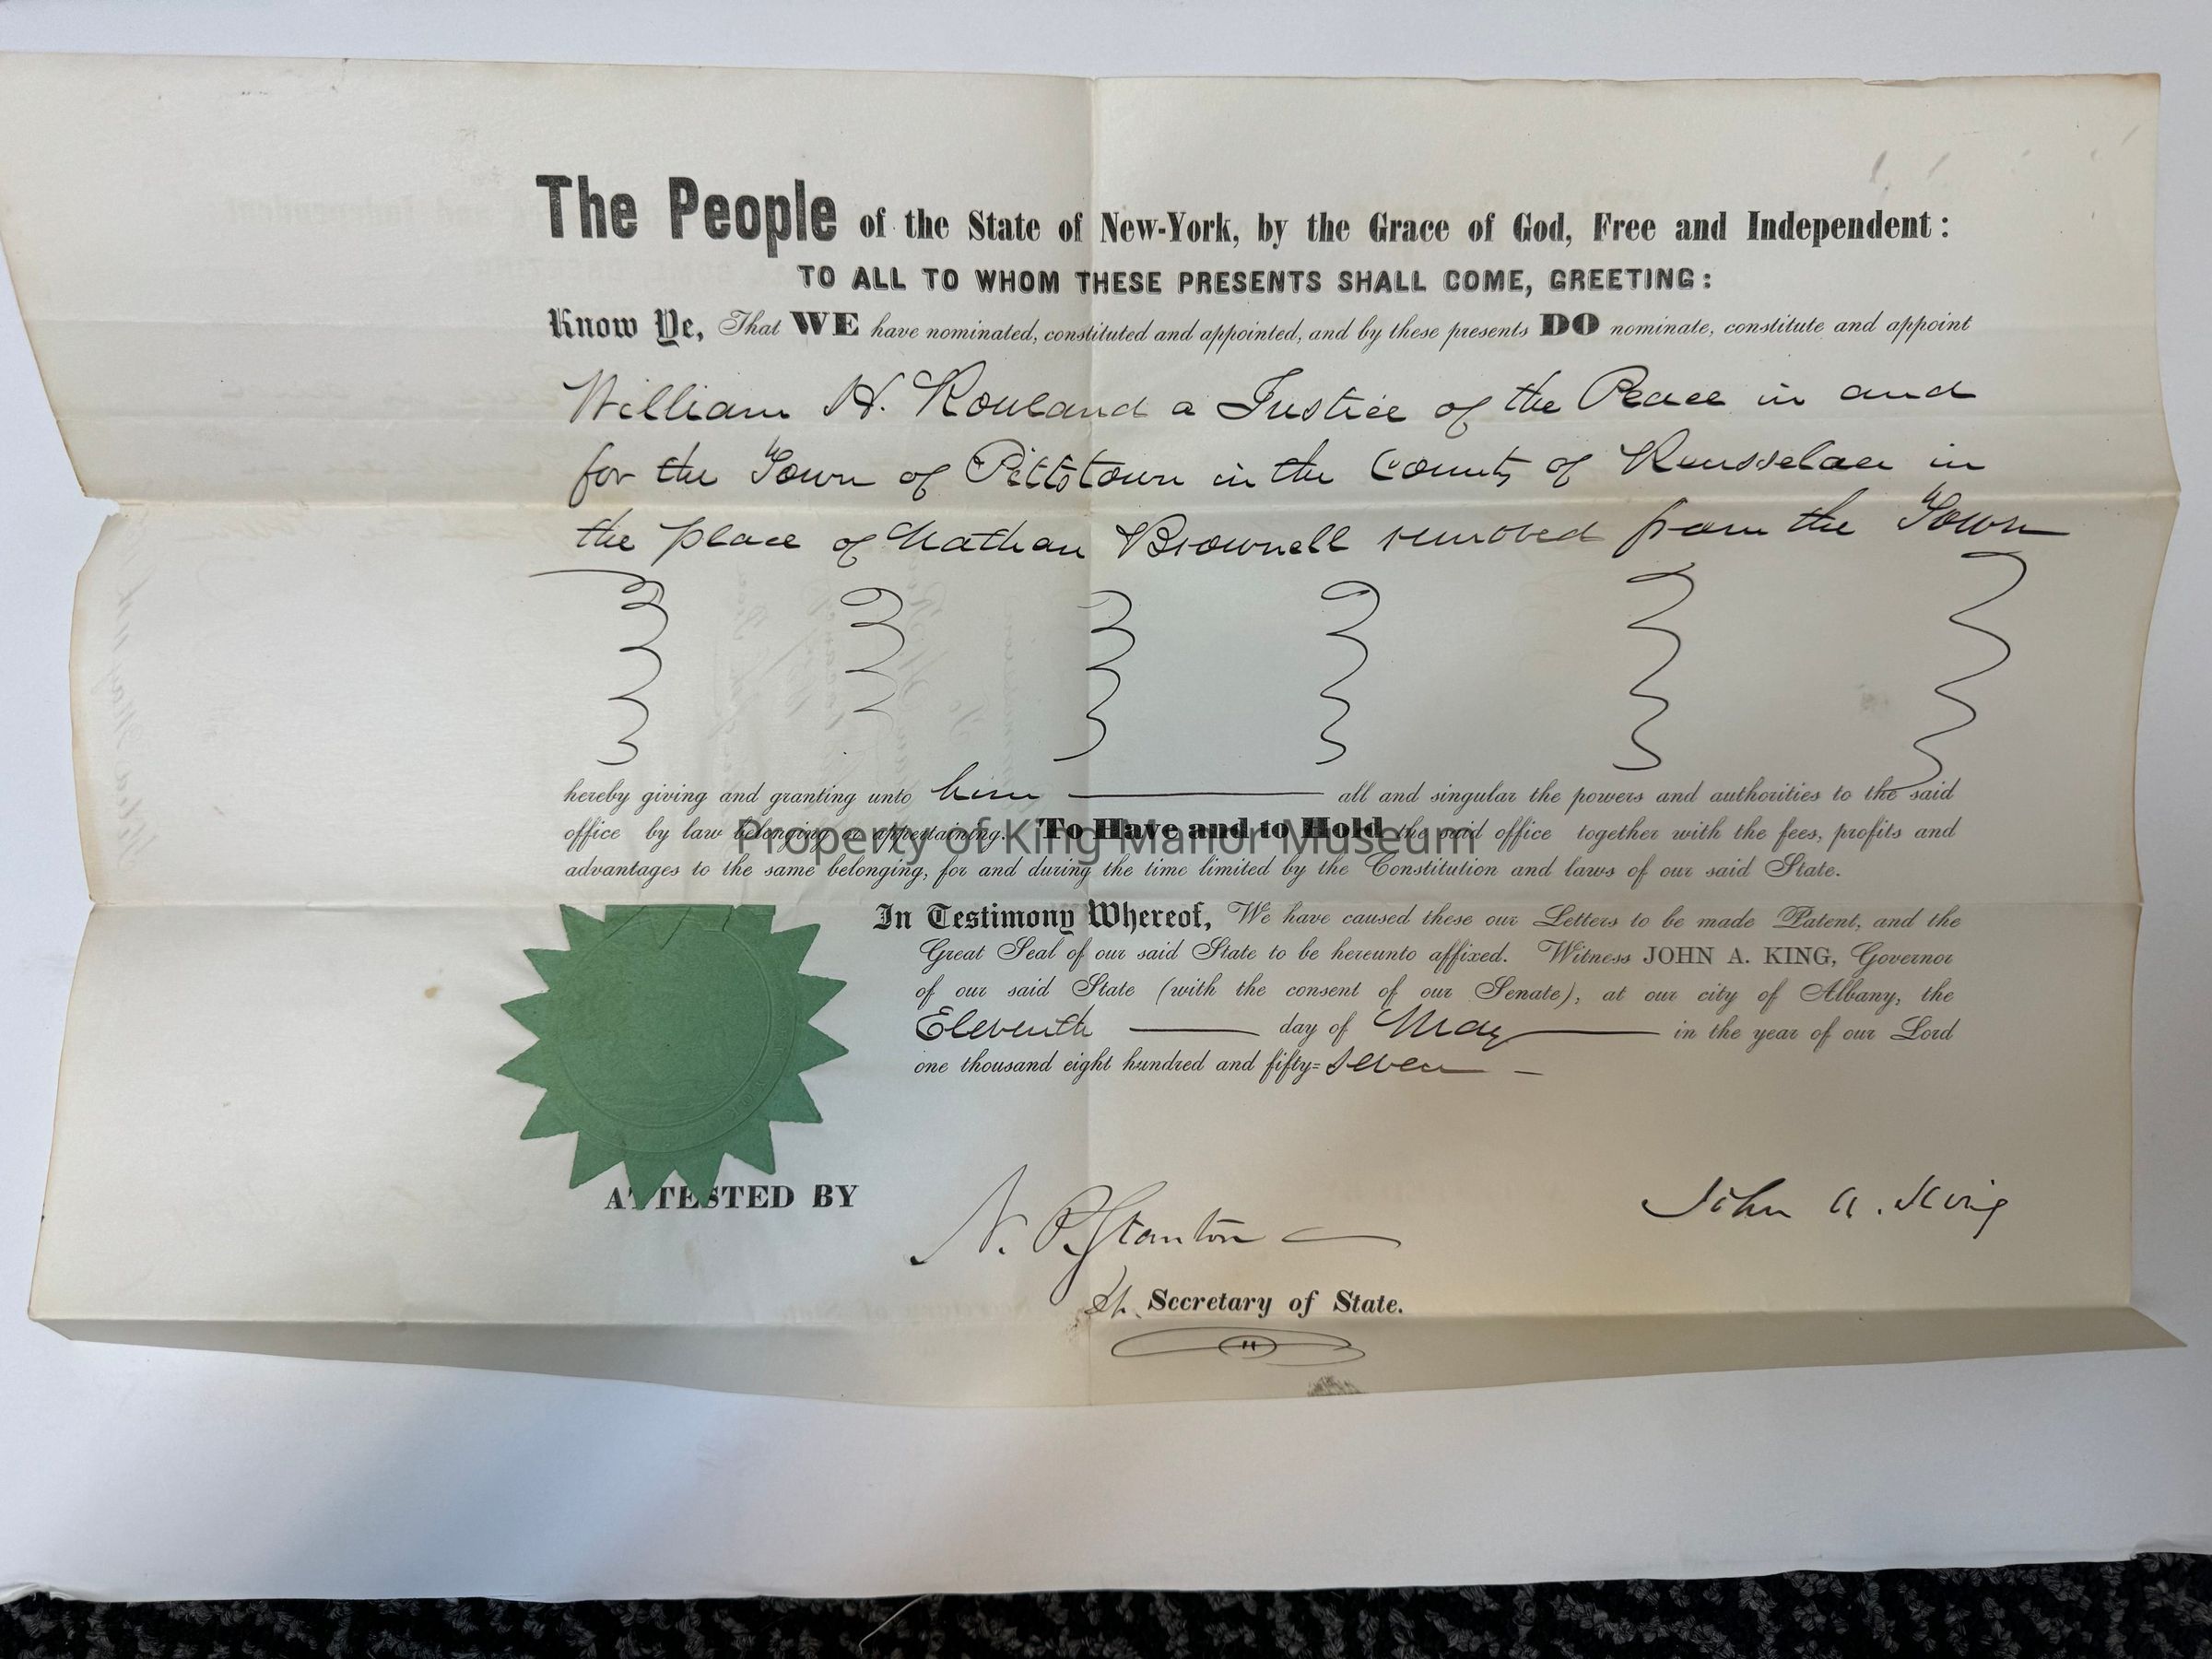 The People of the State of New-York, by the Grace of God, Free and Independent:
TO ALL TO WHOM THESE PRESENTS SHALL COME, GREETING:
Know Ye, That WE have nominated, constituted and appointed, and by these presents DO nominate, constitute and appoint
William H. Rowland a Justice of the Peace in and
for the Town of Pittstown in the County of Rensselaer in
the place of Nathan Brownell removed from the Town
hereby giving and granting unto him all and singular the powers and authorities to the said
office by law belonging or appertaining. To Have and to Hold the said office together with the fees, profits and
Property of King Manor Museum
advantages to the same belonging, for and during the time limited by the Constitution and laws of our said State.
In Testimony Whereof, We have caused these our Letters to be made Patent, and the
Great Seal of our said State to be hereunto affixed. Witness JOHN A. KING, Governor
of our said State (with the consent of our Senate), at our city of Albany, the
Eleventh day of May in the year of our Lord
one thousand eight hundred and fifty=seven
ATTESTED BY
N. P. Stanton
John A. King
Secretary of State.